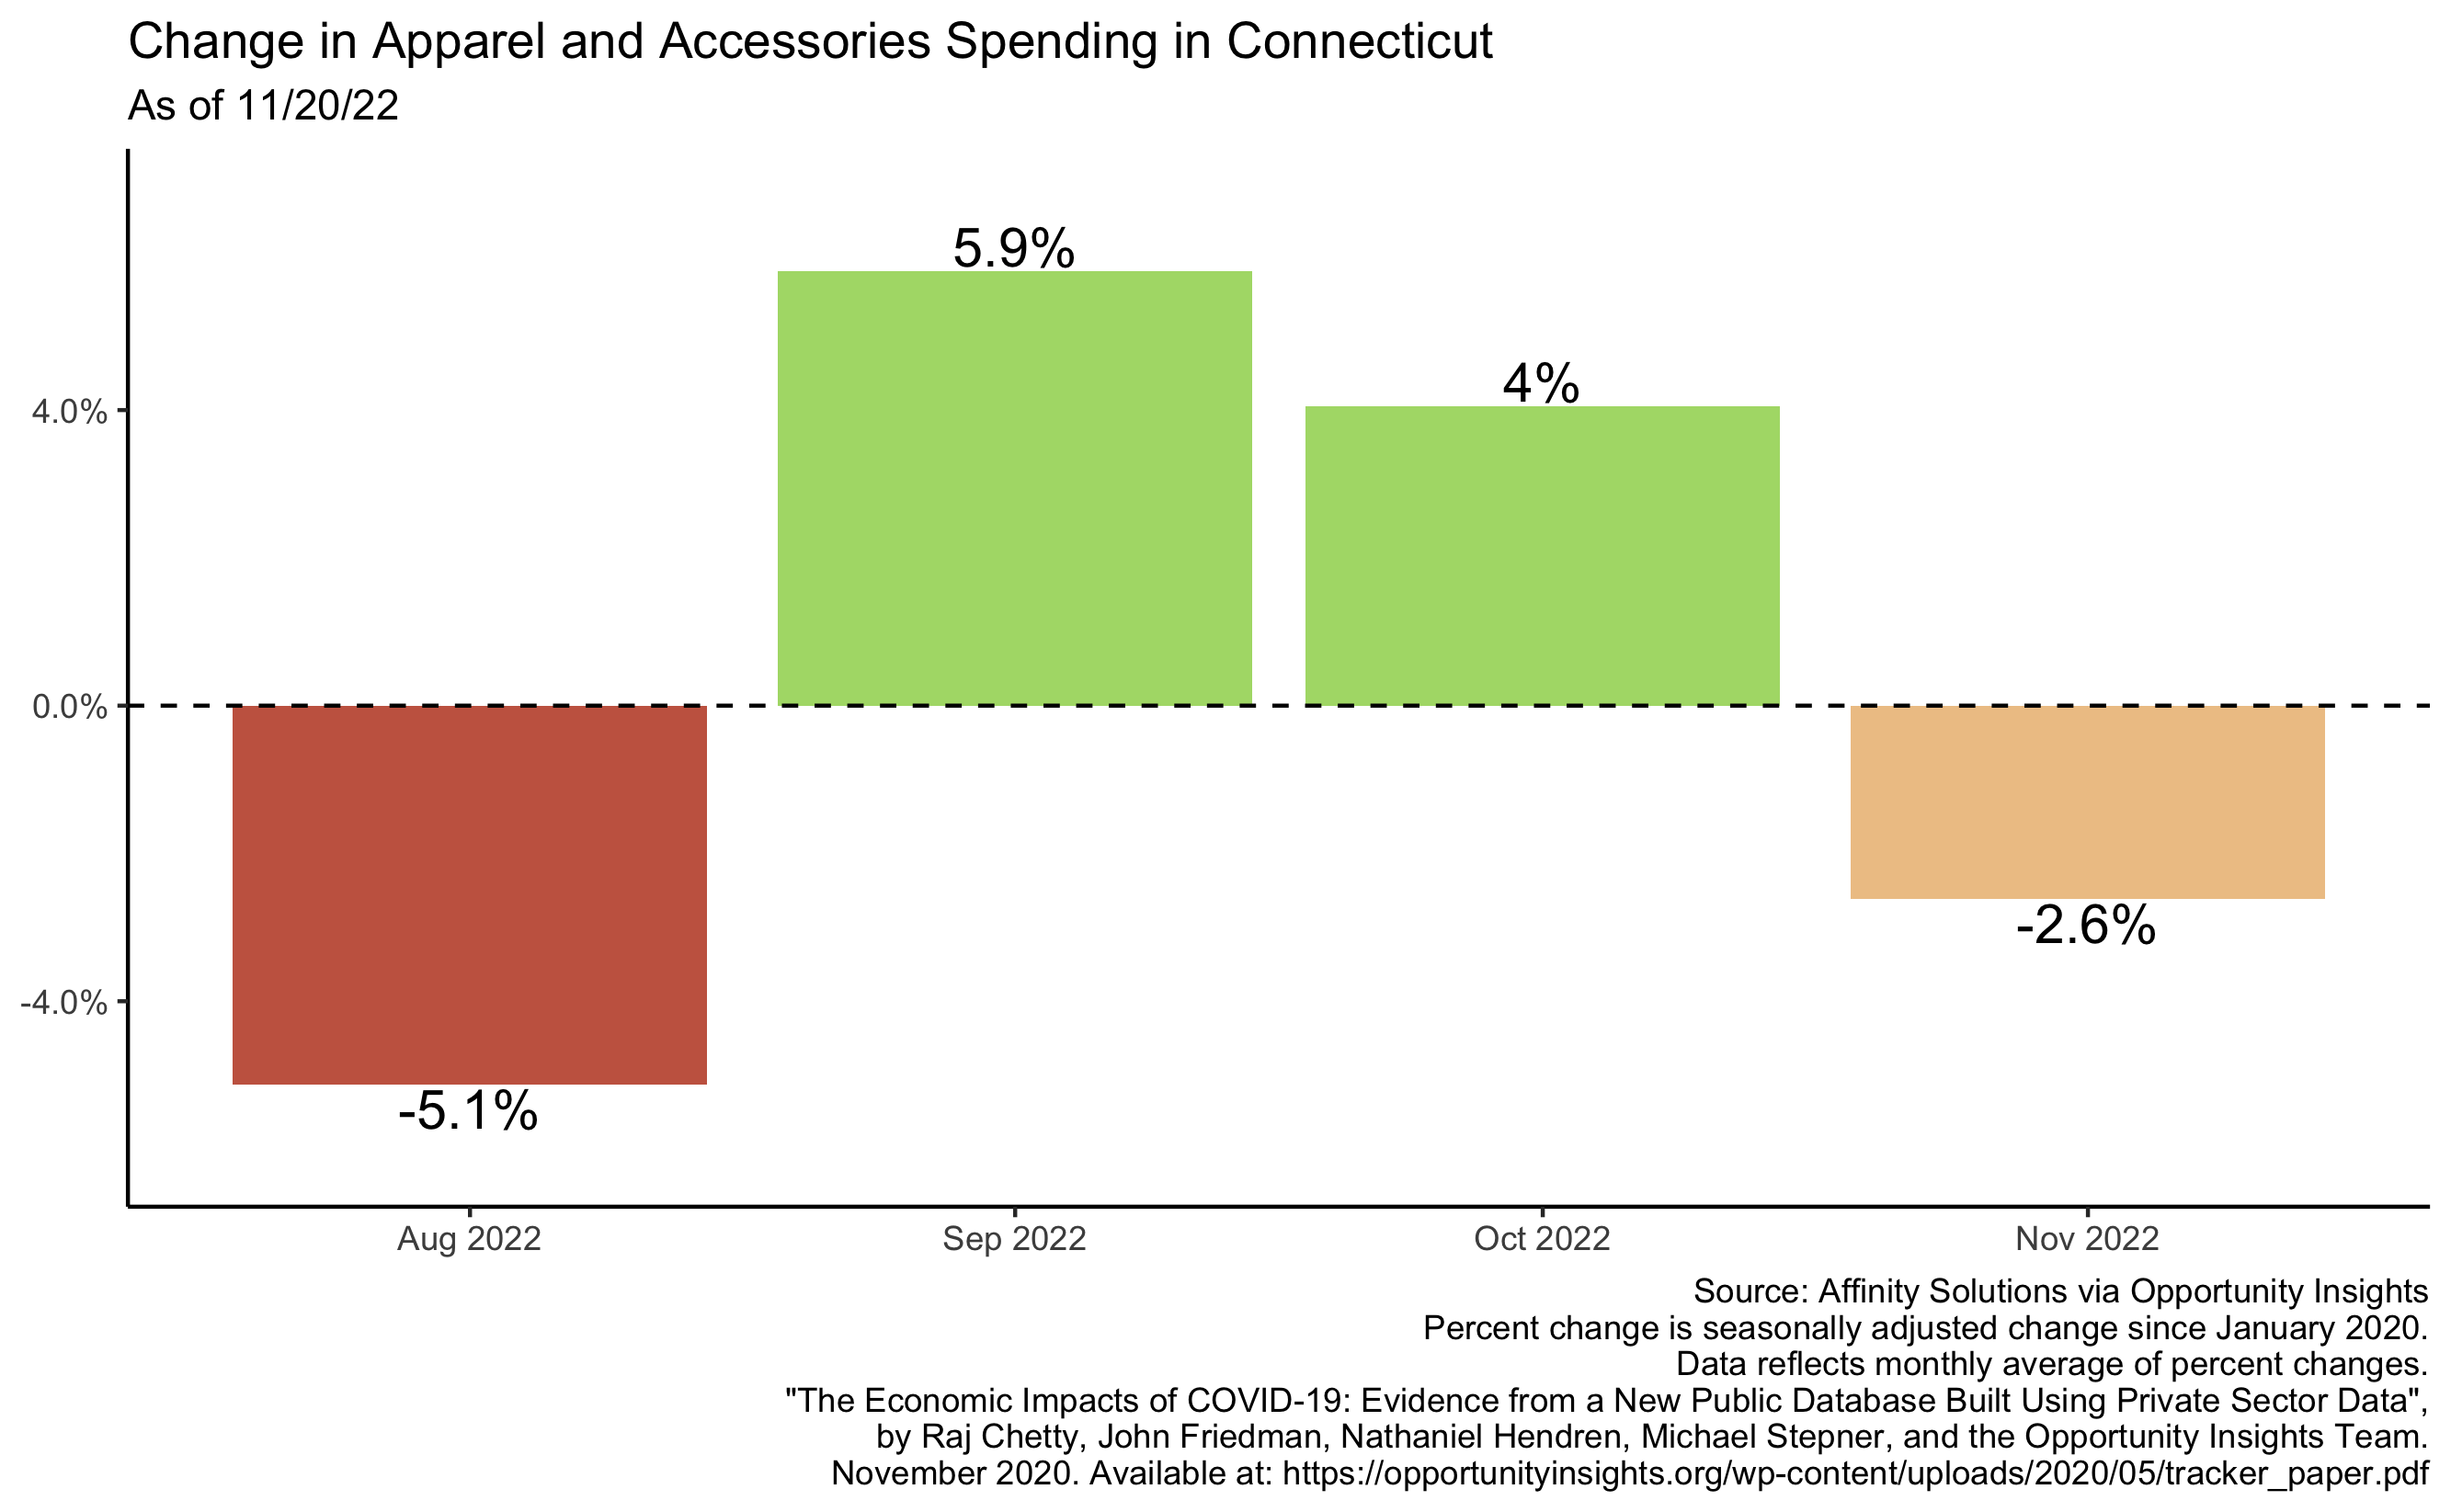 Change in Apparel and Accessories Spending in Connecticut
As of 11/20/22
5.9%
4%
4.0%
0.0%
-2.6%
-4.0%
-5.1%
Aug 2022 Sep 2022 Oct 2022 Nov 2022
Source: Affinity Solutions via Opportunity Insights
Percent change is seasonally adjusted change since January 2020.
Data reflects monthly average of percent changes.
"The Economic Impacts of COVID-19: Evidence from a New Public Database Built Using Private Sector Data",
by Raj Chetty, John Friedman, Nathaniel Hendren, Michael Stepner, and the Opportunity Insights Team.
November 2020. Available at: https://opportunityinsights.org/wp-content/uploads/2020/05/tracker_paper.pdf